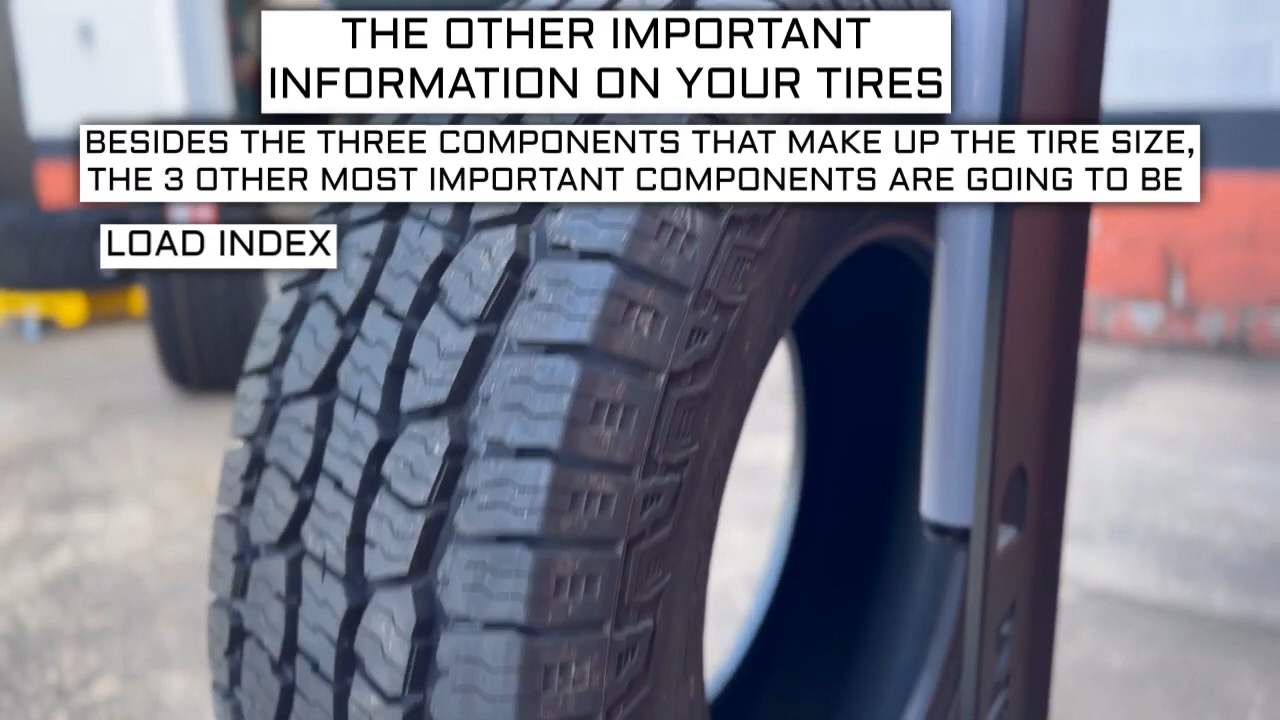 THE OTHER IMPORTANT
INFORMATION ON YOUR TIRES
BESIDES THE THREE COMPONENTS THAT MAKE UP THE TIRE SIZE,
THE 3 OTHER MOST IMPORTANT COMPONENTS ARE GOING TO BE
LOAD INDEX